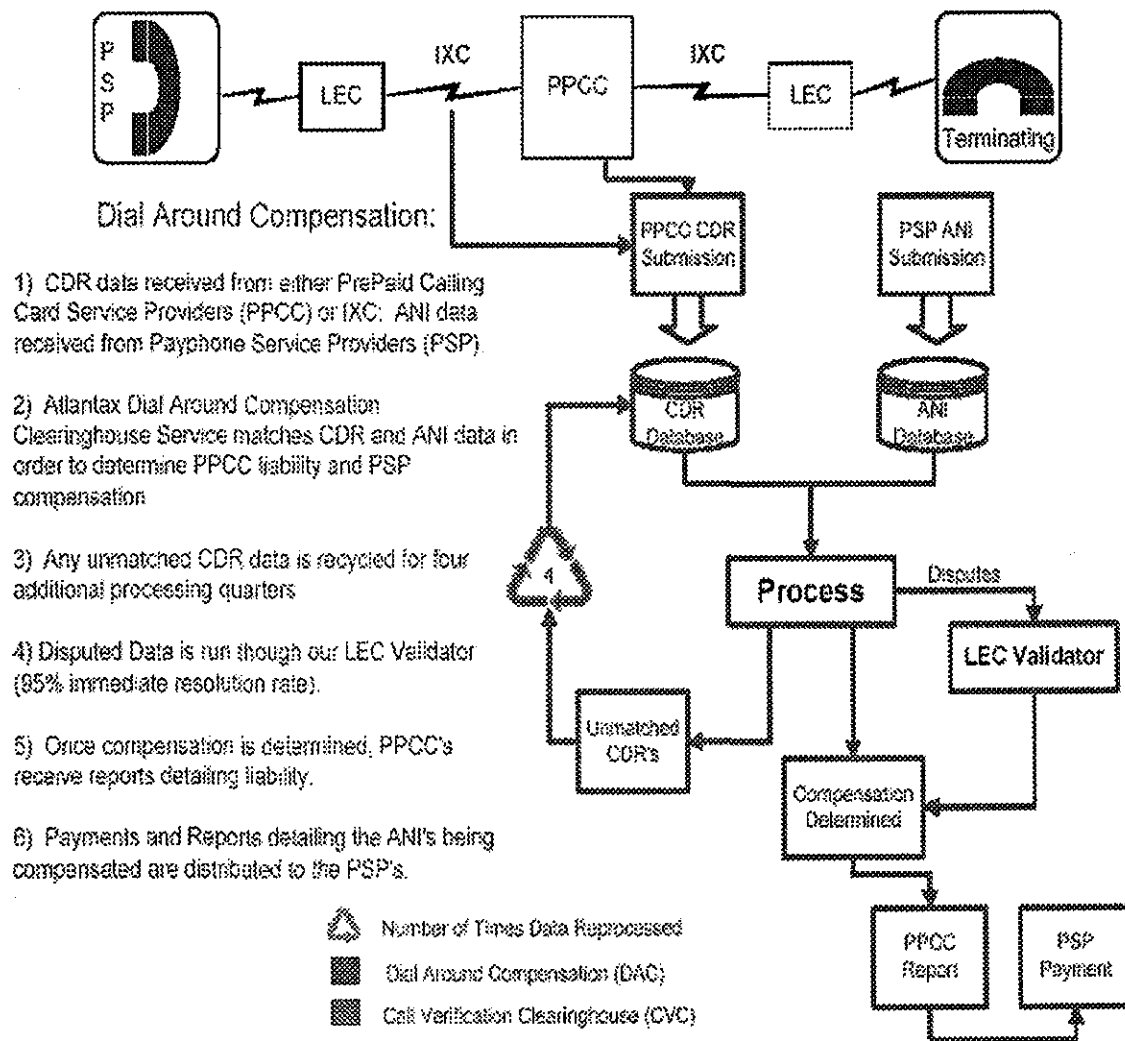 P
S
P
LEC
IXC
PPCC
IXC
LEC
Terminating
Dial Around Compensation:
PPCC CDR
Submission
PSP ANI
Submission
1) CDR data received from either PrePaid Calling
Card Service Providers (PPCC) or IXC: ANI data
received from Payphone Service Providers (PSP)
2) Atlantax Dial Around Compensation
Clearinghouse Service matches CDR and ANI data in
order to determine PPCC liability and PSP
compensation
3) Any unmatched CDR data is recycled for four
additional processing quarters
4) Disputed Data is run though our LEC Validator
(95% immediate resolution rate).
5) Once compensation is determined, PPCC's
receive reports detailing liability.
6) Payments and Reports detailing the ANI's being
compensated are distributed to the PSP's.
CDR
Database
ANI
Database
4
Process
Disputes
LEC Validator
Unmatched
CDR's
Compensation
Determined
PPCC
Report
PSP
Payment
Number of Times Data Reprocessed
Dial Around Compensation (DAC)
Call Verification Clearinghouse (CVC)